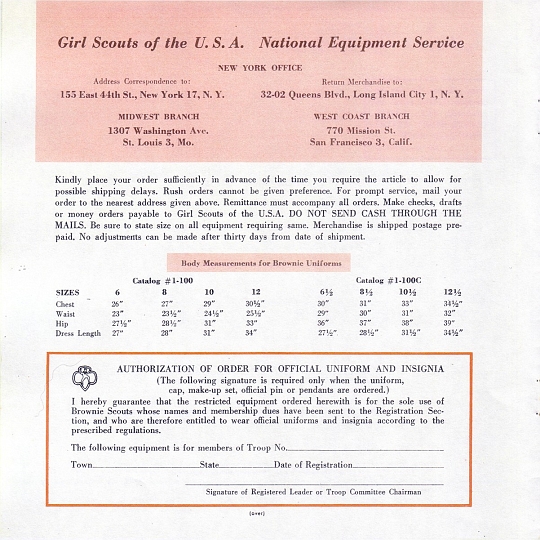 Girl Scouts of the U. S. A. National Equipment Service
NEW YORK OFFICE
Address Correspondence to: Return Merchandise to:
155 East 44th St., New York 17, N. Y. 32-02 Queens Blvd., Long Island City 1, N. Y.
MIDWEST BRANCH WEST COAST BRANCH
1307 Washington Ave. 770 Mission St.
St. Louis 3, Mo. San Francisco 3, Calif.
Kindly place your order sufficiently in advance of the time you require the article to allow for
possible shipping delays. Rush orders cannot be given preference. For prompt service, mail your
order to the nearest address given above. Remittance must accompany all orders. Make checks, drafts
or money orders payable to Girl Scouts of the U.S.A. DO NOT SEND CASH THROUGH THE
MAILS. Be sure to state size on all equipment requiring same. Merchandise is shipped postage pre-
paid. No adjustments can be made after thirty days from date of shipment.
Body Measurements for Brownie Uniforms
Catalog #1-100 Catalog #1-100C
SIZES 6 8 10 12 6½ 8½ 10½ 12½
Chest 26" 27" 29" 30½" 30" 31" 33" 34½"
Waist 23" 23½" 24½" 25½" 29" 30" 31" 32"
Hip 27½" 28½" 31" 33" 36" 37" 38" 39"
Dress Length 27" 28" 31" 34" 27½" 28½" 31½" 34½"
AUTHORIZATION OF ORDER FOR OFFICIAL UNIFORM AND INSIGNIA
(The following signature is required only when the uniform,
cap, make-up set, official pin or pendants are ordered.)
I hereby guarantee that the restricted equipment ordered herewith is for the sole use of
Brownie Scouts whose names and membership dues have been sent to the Registration Sec-
tion, and who are therefore entitled to wear official uniforms and insignia according to the
prescribed regulations.
The following equipment is for members of Troop No.
Town State Date of Registration
Signature of Registered Leader or Troop Committee Chairman
(over)